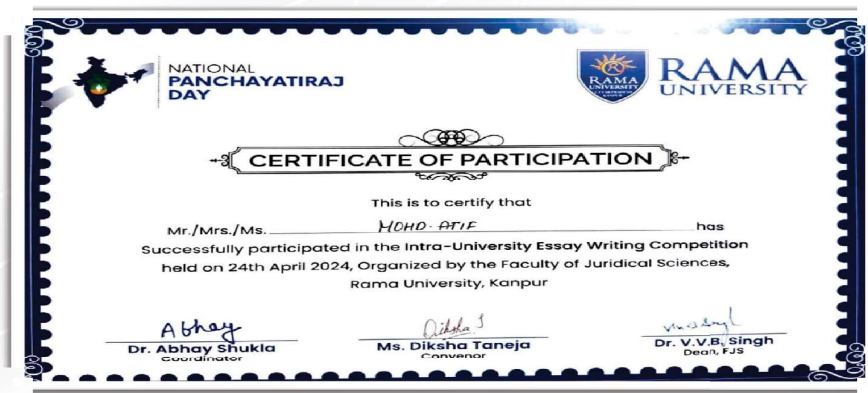 NATIONAL
PANCHAYATIRAJ
DAY
RAMA
UNIVERSITY
RAMA
UNIVERSITY
CERTIFICATE OF PARTICIPATION
This is to certify that
Mr./Mrs./Ms. MOHD. ATIF has
Successfully participated in the Intra-University Essay Writing Competition
held on 24th April 2024, Organized by the Faculty of Juridical Sciences,
Rama University, Kanpur
Abhay
Diksha
Dr. Abhay Shukla
Coordinator
Ms. Diksha Taneja
Convenor
Dr. V.V.B. Singh
Dean, FJS